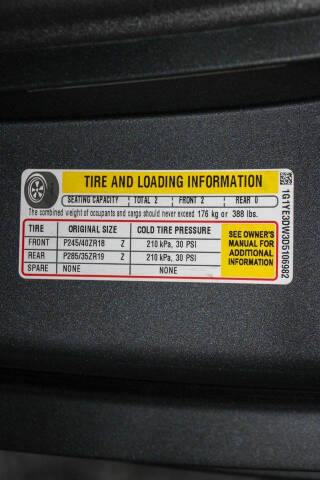 TIRE AND LOADING INFORMATION
SEATING CAPACITY TOTAL 2 FRONT 2 REAR 0
The combined weight of occupants and cargo should never exceed 176 kg or 388 lbs.
TIRE ORIGINAL SIZE COLD TIRE PRESSURE
FRONT P245/40ZR18 Z 210 kPa, 30 PSI
REAR P285/35ZR19 Z 210 kPa, 30 PSI
SPARE NONE NONE
SEE OWNER'S
MANUAL FOR
ADDITIONAL
INFORMATION
1G1YE3DW3D5106982